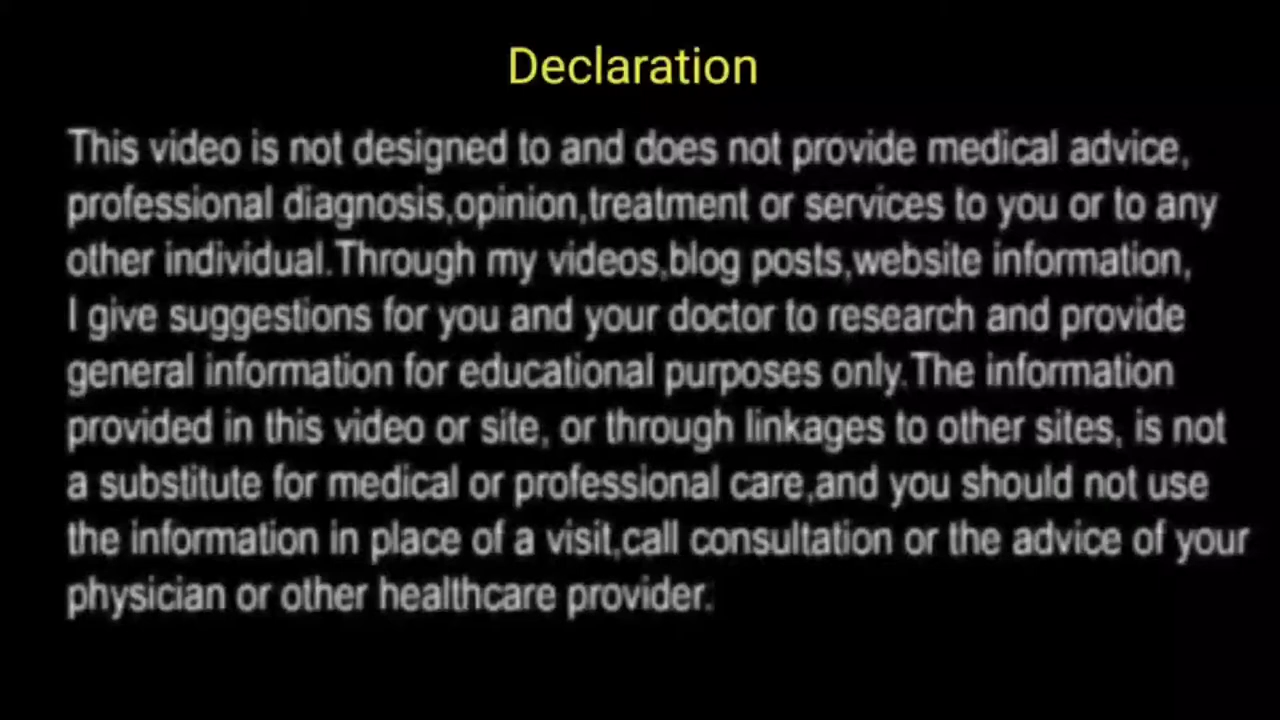 Declaration
This video is not designed to and does not provide medical advice,
professional diagnosis,opinion,treatment or services to you or to any
other individual.Through my videos,blog posts,website information,
I give suggestions for you and your doctor to research and provide
general information for educational purposes only.The information
provided in this video or site, or through linkages to other sites, is not
a substitute for medical or professional care,and you should not use
the information in place of a visit,call consultation or the advice of your
physician or other healthcare provider.